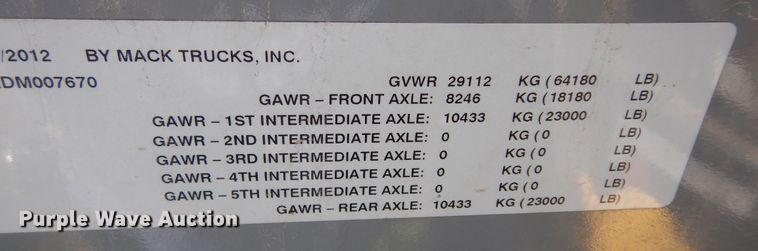 /2012 BY MACK TRUCKS, INC.
DM007670
GVWR 29112 KG ( 64180 LB)
GAWR - FRONT AXLE: 8246 KG ( 18180 LB)
GAWR - 1ST INTERMEDIATE AXLE: 10433 KG ( 23000 LB)
GAWR - 2ND INTERMEDIATE AXLE: 0 KG ( 0 LB)
GAWR - 3RD INTERMEDIATE AXLE: 0 KG ( 0 LB)
GAWR - 4TH INTERMEDIATE AXLE: 0 KG ( 0 LB)
GAWR - 5TH INTERMEDIATE AXLE: 0 KG ( 0 LB)
GAWR - REAR AXLE: 10433 KG ( 23000 LB)
Purple Wave Auction